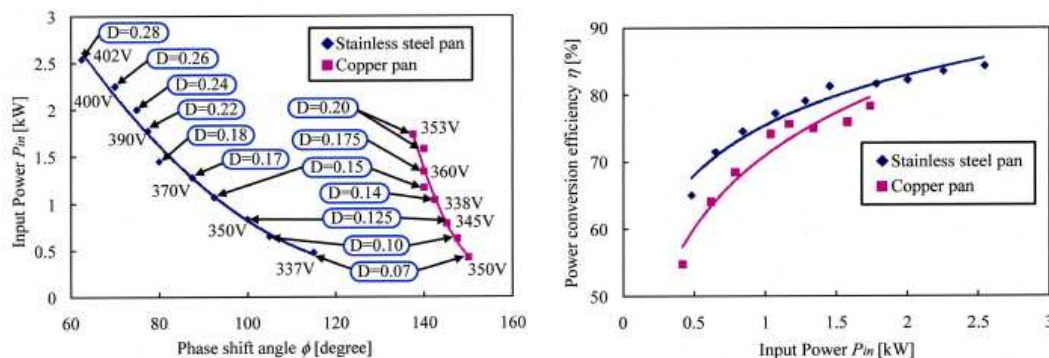 3
2.5
2
1.5
1
0.5
0
60
80
100
120
140
160
Input Power Pin [kW]
Phase shift angle ϕ [degree]
Stainless steel pan
Copper pan
D=0.28
402V
D=0.26
400V
D=0.24
D=0.22
390V
D=0.20
353V
D=0.18
D=0.175
360V
D=0.17
370V
D=0.15
D=0.14
338V
D=0.125
350V
345V
D=0.10
337V
D=0.07
350V
90
80
70
60
50
0
0.5
1
1.5
2
2.5
3
Power conversion efficiency η [%]
Input Power Pin [kW]
Stainless steel pan
Copper pan